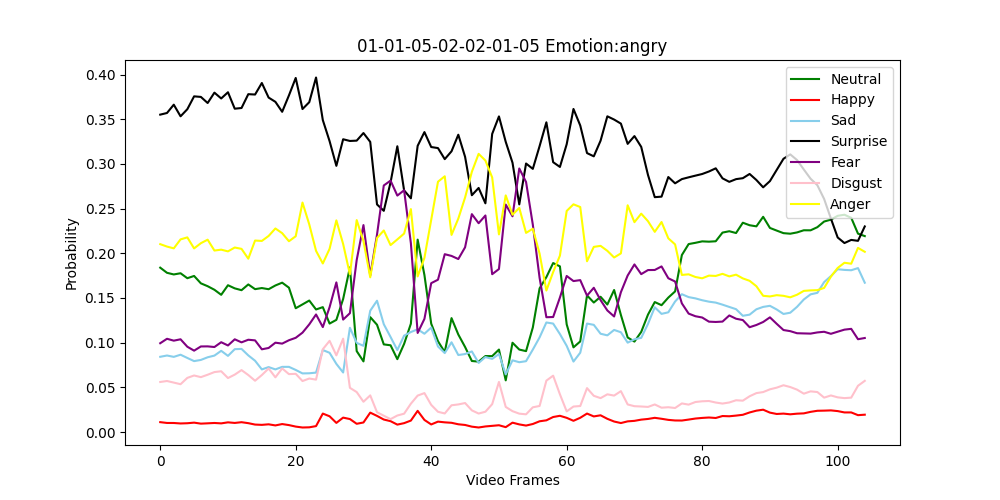 01-01-05-02-02-01-05 Emotion:angry
Probability
0.40
0.35
0.30
0.25
0.20
0.15
0.10
0.05
0.00
Neutral
Happy
Sad
Surprise
Fear
Disgust
Anger
0
20
40
60
80
100
Video Frames